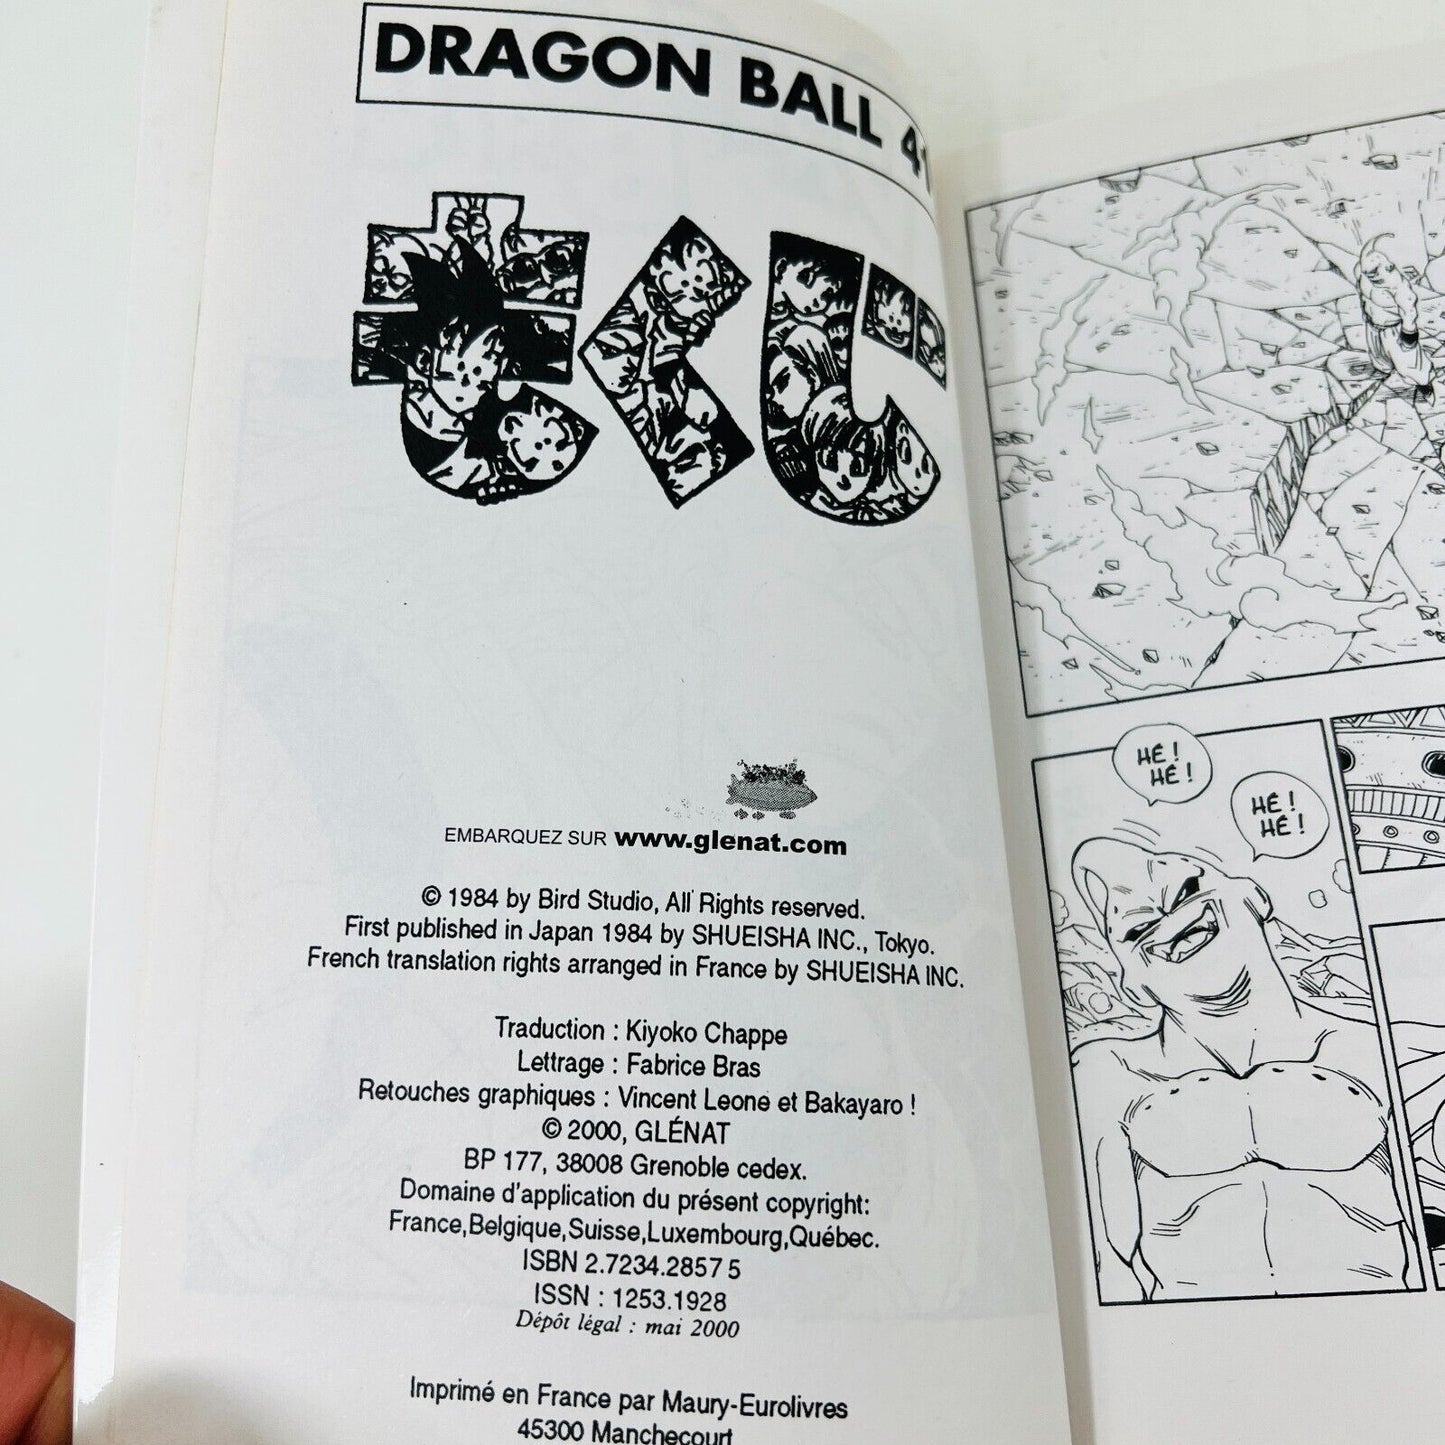 DRAGON BALL 41
さくじ
EMBARQUEZ SUR www.glenat.com
© 1984 by Bird Studio, All Rights reserved.
First published in Japan 1984 by SHUEISHA INC., Tokyo.
French translation rights arranged in France by SHUEISHA INC.
Traduction : Kiyoko Chappe
Lettrage : Fabrice Bras
Retouches graphiques : Vincent Leone et Bakayaro !
© 2000, GLÉNAT
BP 177, 38008 Grenoble cedex.
Domaine d'application du présent copyright:
France,Belgique,Suisse,Luxembourg,Québec.
ISBN 2.7234.2857 5
ISSN : 1253.1928
Dépôt légal : mai 2000
Imprimé en France par Maury-Eurolivres
45300 Manchecourt
HÉ !
HÉ !
HÉ !
HÉ !